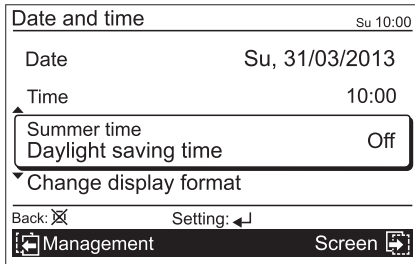 Date and time Su 10:00
Date Su, 31/03/2013
Time 10:00
Summer time
Daylight saving time Off
Change display format
Back: Setting:
Management Screen